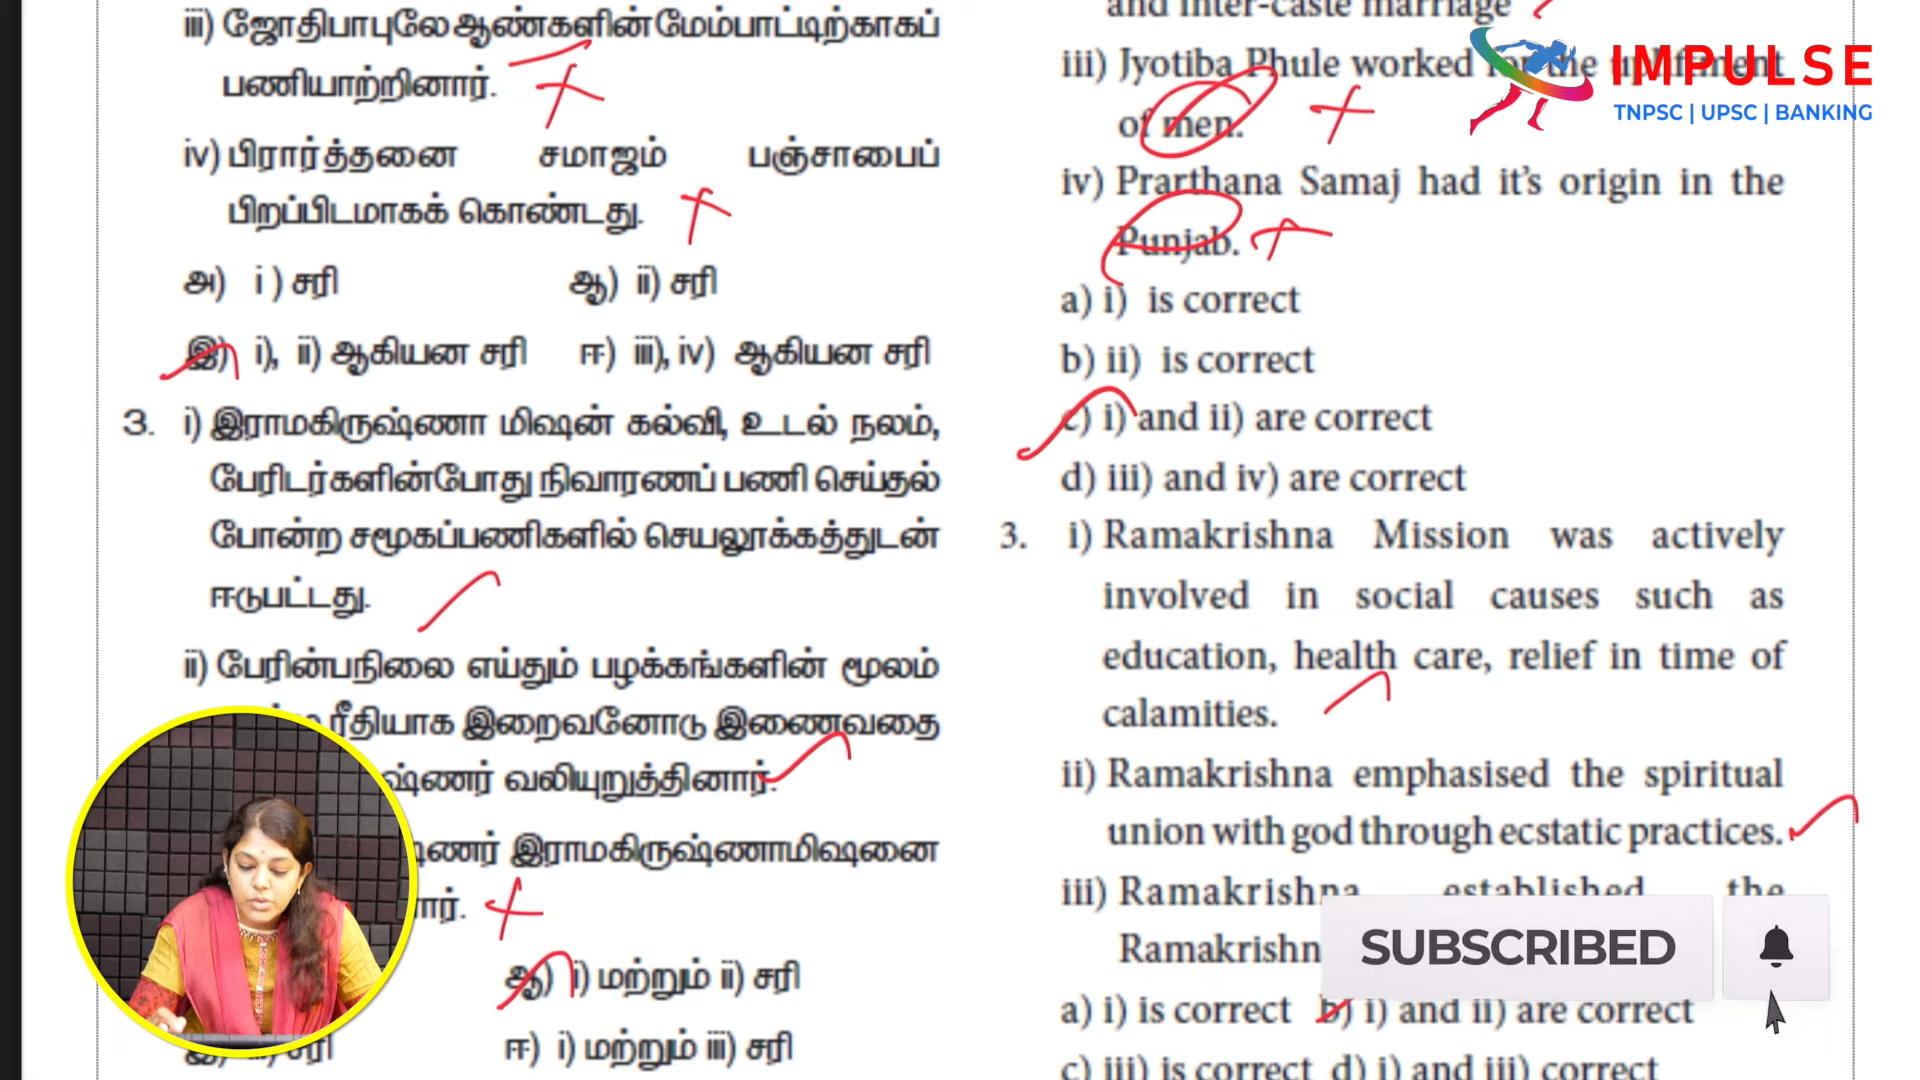 iii) ஜோதிபாபுலே ஆண்களின் மேம்பாட்டிற்காகப்
பணியாற்றினார்.
iv) பிரார்த்தனை சமாஜம் பஞ்சாபைப்
பிறப்பிடமாகக் கொண்டது.
அ) i ) சரி ஆ) ii) சரி
இ) i), ii) ஆகியன சரி ஈ) iii), iv) ஆகியன சரி
3. i) இராமகிருஷ்ணா மிஷன் கல்வி, உடல் நலம்,
பேரிடர்களின்போது நிவாரணப் பணி செய்தல்
போன்ற சமூகப்பணிகளில் செயலூக்கத்துடன்
ஈடுபட்டது.
ii) பேரின்பநிலை எய்தும் பழக்கங்களின் மூலம்
ரீதியாக இறைவனோடு இணைவதை
வலியுறுத்தினார்.
இராமகிருஷ்ணாமிஷனை
ஆ) i) மற்றும் ii) சரி
சரி ஈ) i) மற்றும் iii) சரி
and inter-caste marriage
iii) Jyotiba Phule worked for the upliftment
of men.
iv) Prarthana Samaj had it's origin in the
Punjab.
a) i) is correct
b) ii) is correct
c) i) and ii) are correct
d) iii) and iv) are correct
3. i) Ramakrishna Mission was actively
involved in social causes such as
education, health care, relief in time of
calamities.
ii) Ramakrishna emphasised the spiritual
union with god through ecstatic practices.
iii) Ramakrishna established the
a) i) is correct b) i) and ii) are correct
c) iii) is correct d) i) and iii) correct
IMPULSE
TNPSC | UPSC | BANKING
SUBSCRIBED